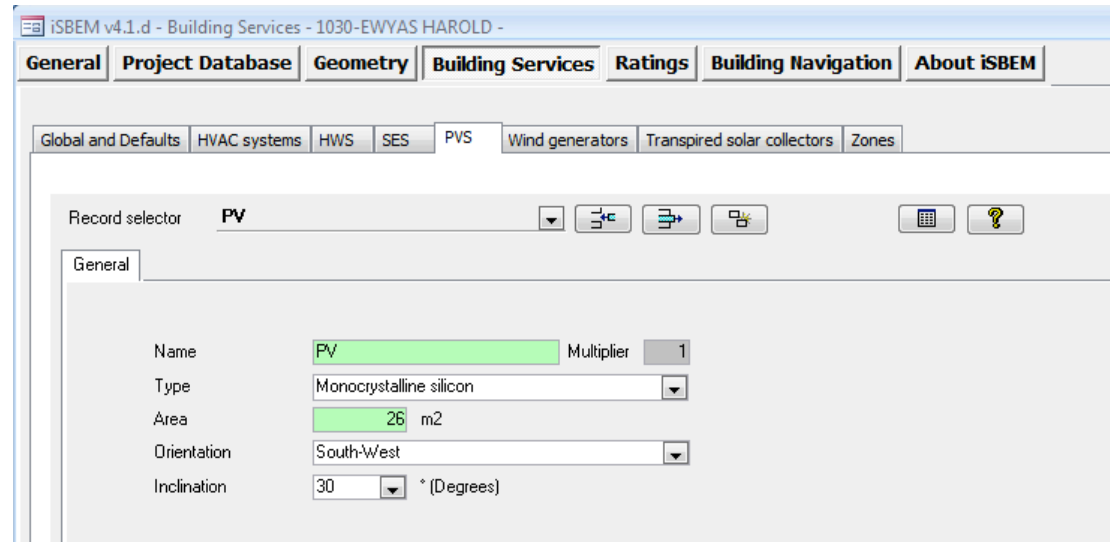 iSBEM v4.1.d - Building Services - 1030-EWYAS HAROLD -
General Project Database Geometry Building Services Ratings Building Navigation About iSBEM
Global and Defaults HVAC systems HWS SES PVS Wind generators Transpired solar collectors Zones
Record selector PV
General
Name PV Multiplier 1
Type Monocrystalline silicon
Area 26 m2
Orientation South-West
Inclination 30 ° (Degrees)